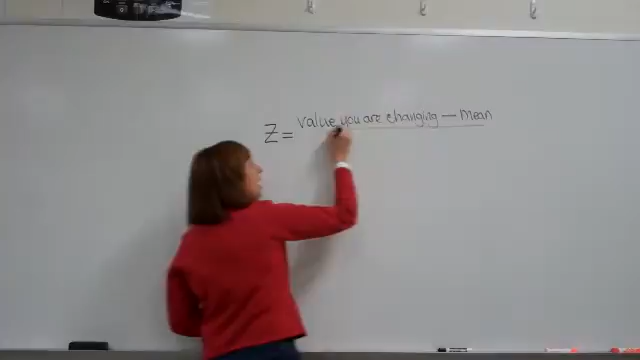 Z = value you are changing — mean